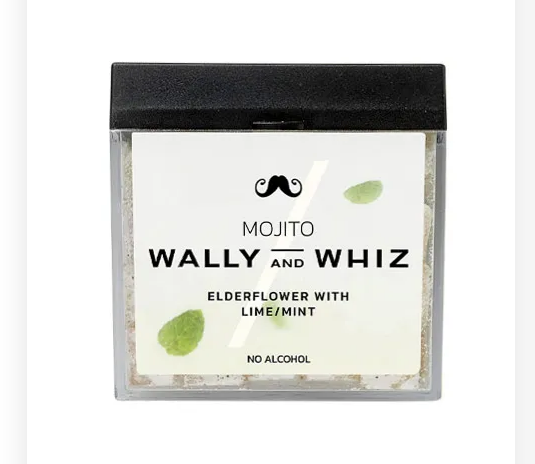 MOJITO
WALLY AND WHIZ
ELDERFLOWER WITH
LIME/MINT
NO ALCOHOL